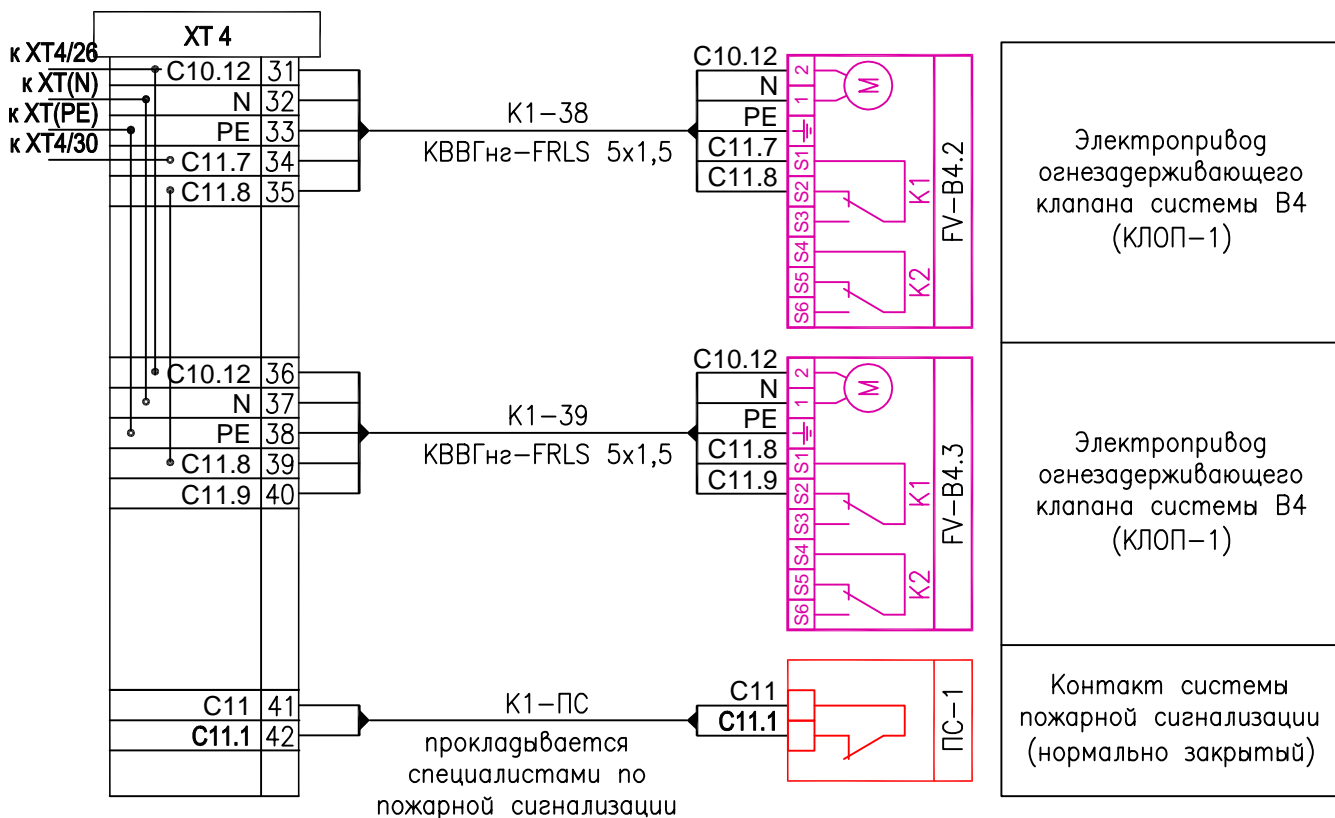 XT 4
к XT4/26
к XT(N)
к XT(PE)
к XT4/30
C10.12 31
N 32
PE 33
C11.7 34
C11.8 35
К1-38
КВВГнг-FRLS 5х1,5
C10.12
N
PE
C11.7
C11.8
2
1
S1
S2
S3
S4
S5
S6
M
K1
K2
FV-B4.2
Электропривод
огнезадерживающего
клапана системы В4
(КЛОП-1)
C10.12 36
N 37
PE 38
C11.8 39
C11.9 40
К1-39
КВВГнг-FRLS 5х1,5
C10.12
N
PE
C11.8
C11.9
2
1
S1
S2
S3
S4
S5
S6
M
K1
K2
FV-B4.3
Электропривод
огнезадерживающего
клапана системы В4
(КЛОП-1)
C11 41
C11.1 42
К1-ПС
прокладывается
специалистами по
пожарной сигнализации
C11
C11.1
ПС-1
Контакт системы
пожарной сигнализации
(нормально закрытый)